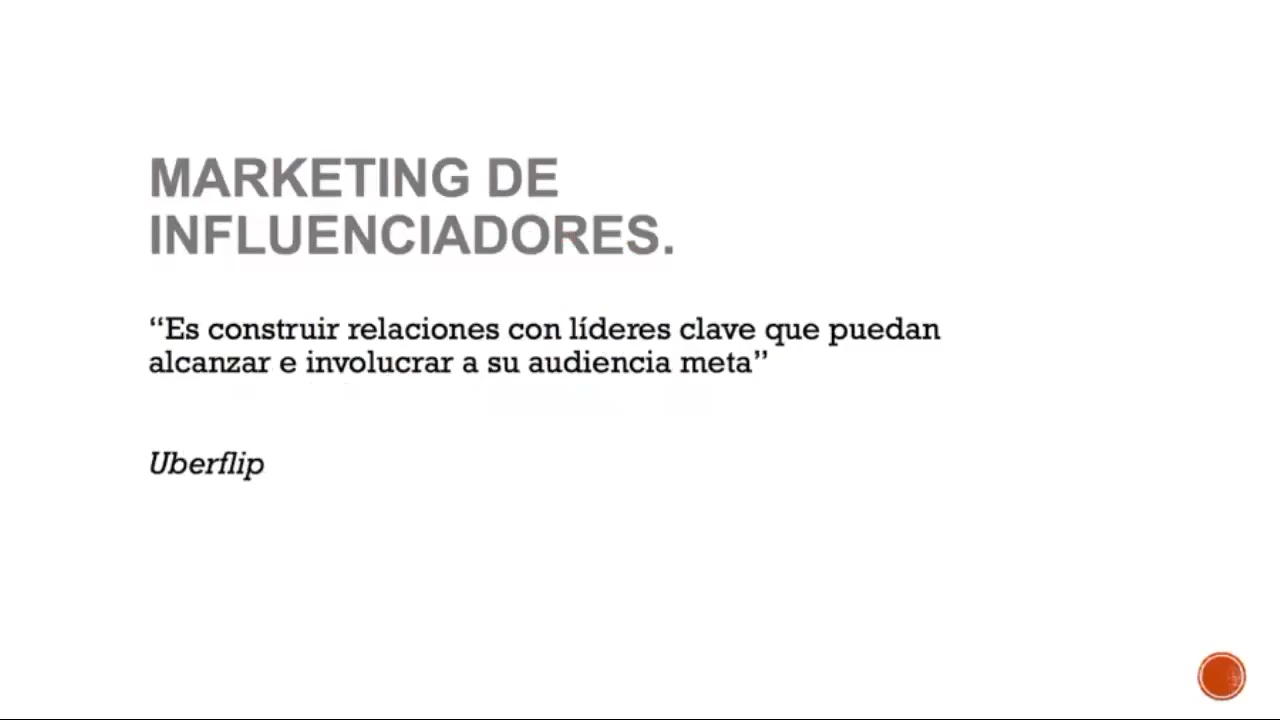 MARKETING DE
INFLUENCIADORES.
“Es construir relaciones con líderes clave que puedan
alcanzar e involucrar a su audiencia meta”
Uberflip